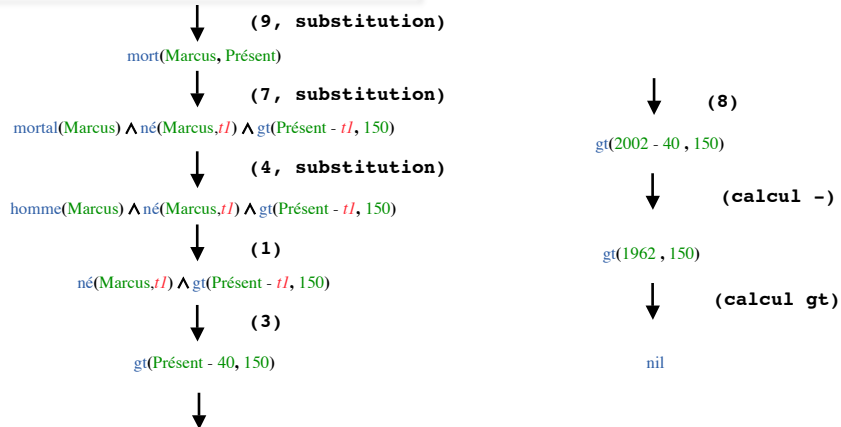 (9, substitution)
mort(Marcus, Présent)
(7, substitution)
mortal(Marcus) ∧ né(Marcus,t1) ∧ gt(Présent - t1, 150)
(4, substitution)
homme(Marcus) ∧ né(Marcus,t1) ∧ gt(Présent - t1, 150)
(1)
né(Marcus,t1) ∧ gt(Présent - t1, 150)
(3)
gt(Présent - 40, 150)
(8)
gt(2002 - 40 , 150)
(calcul -)
gt(1962 , 150)
(calcul gt)
nil